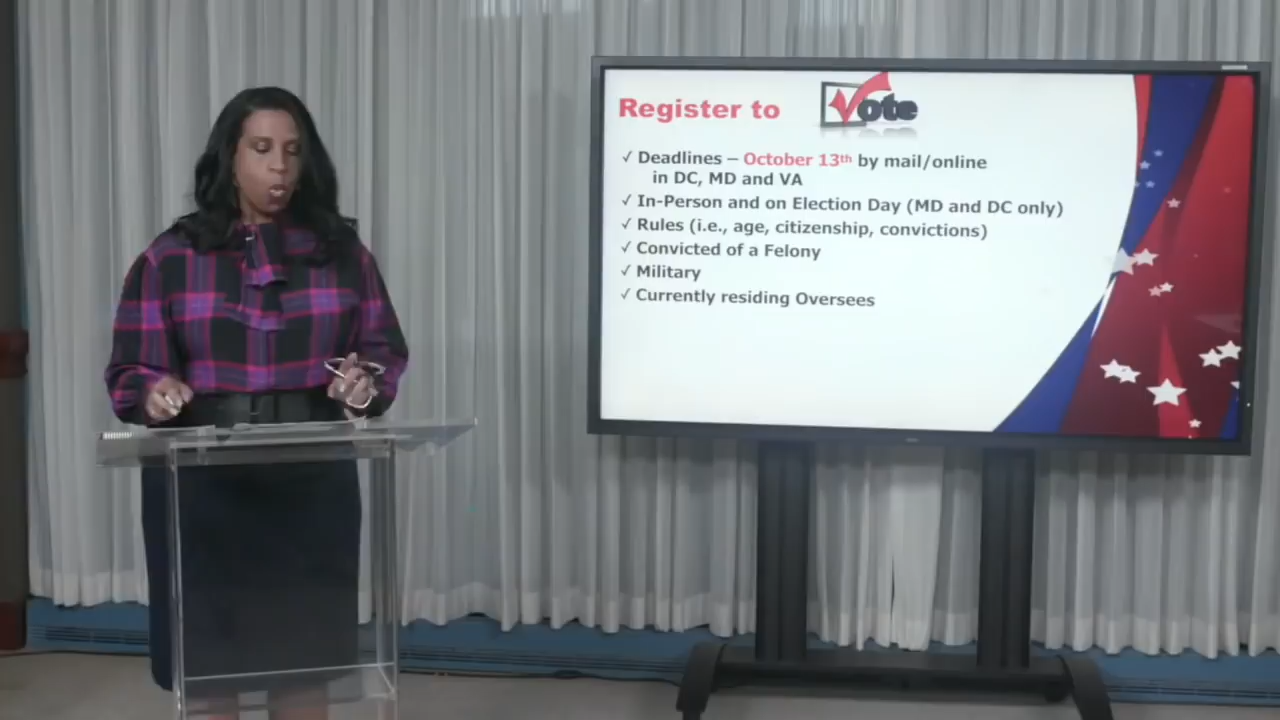 Register to Vote
✓ Deadlines – October 13th by mail/online
in DC, MD and VA
✓ In-Person and on Election Day (MD and DC only)
✓ Rules (i.e., age, citizenship, convictions)
✓ Convicted of a Felony
✓ Military
✓ Currently residing Oversees